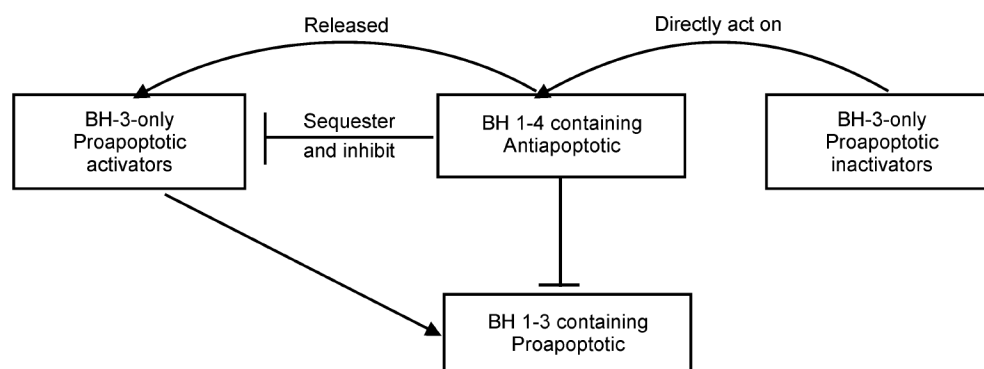 Released
Directly act on
BH-3-only
Proapoptotic
activators
Sequester
and inhibit
BH 1-4 containing
Antiapoptotic
BH-3-only
Proapoptotic
inactivators
BH 1-3 containing
Proapoptotic